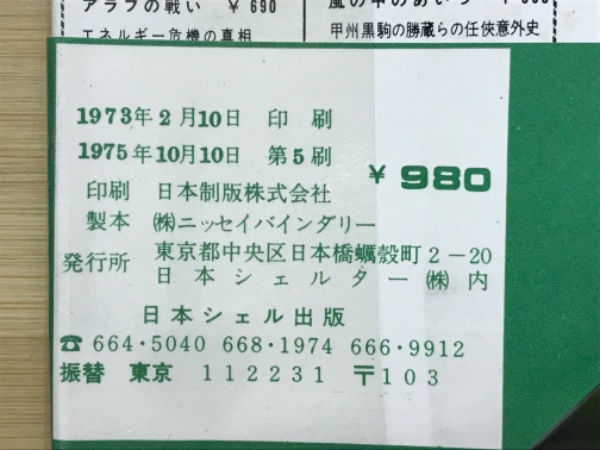 アラブの戦い ￥690
エネルギー危機の真相
甲州黒駒の勝蔵らの任侠意外史
1973年2月10日 印刷
1975年10月10日 第5刷
￥980
印刷 日本制版株式会社
製本 ㈱ニッセイバインダリー
発行所 東京都中央区日本橋蠣殻町2－20
日本シェルター㈱内
日本シェル出版
☎664・5040 668・1974 666・9912
振替 東京 112231 〒103